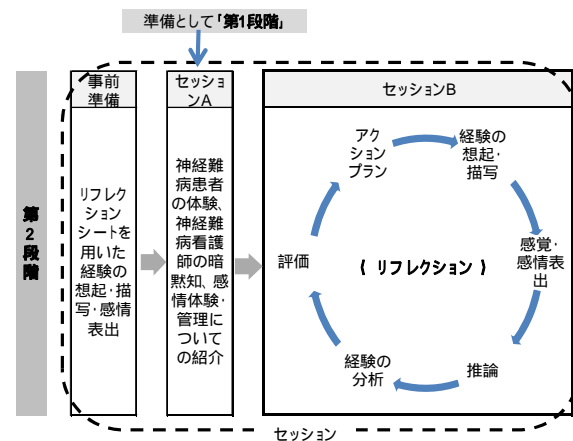 準備として「第1段階」
第
2
段
階
事前
準備
リフレク
ション
シートを
用いた
経験の
想起・描
写・感情
表出
セッショ
ンA
神経難
病患者
の体験、
神経難
病看護
師の暗
黙知、感
情体験・
管理に
ついて
の紹介
セッションB
アク
ション
プラン
経験の
想起・
描写
感覚・
感情表
出
推論
経験の
分析
評価
( リフレクション )
セッション